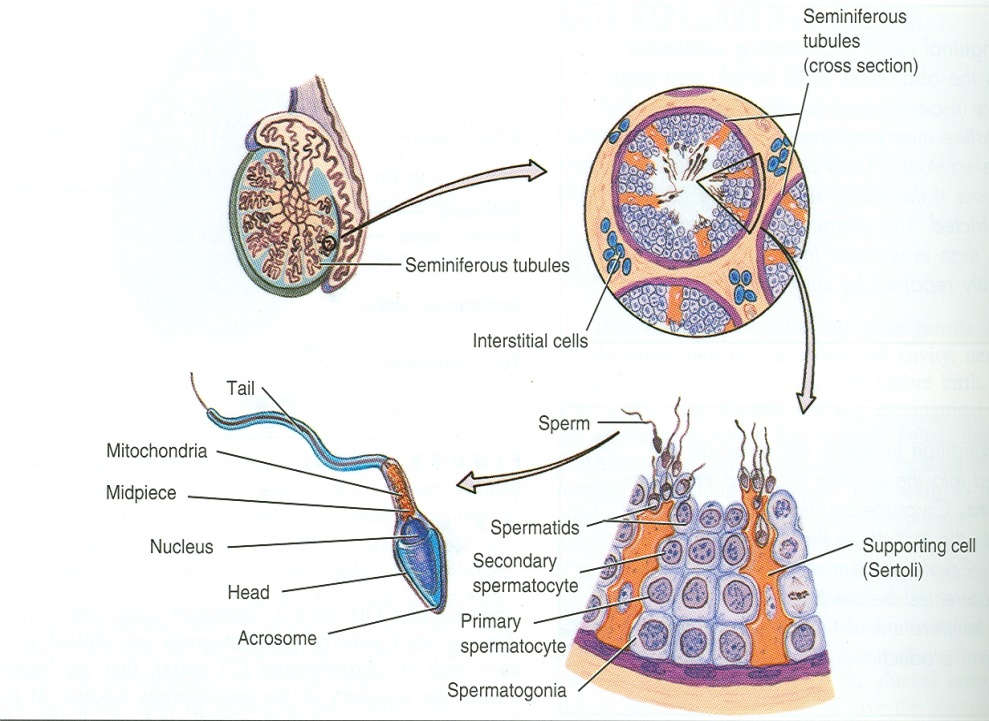 Seminiferous
tubules
(cross section)
Seminiferous tubules
Interstitial cells
Tail
Sperm
Mitochondria
Midpiece
Spermatids
Nucleus
Secondary
spermatocyte
Supporting cell
(Sertoli)
Head
Primary
spermatocyte
Acrosome
Spermatogonia